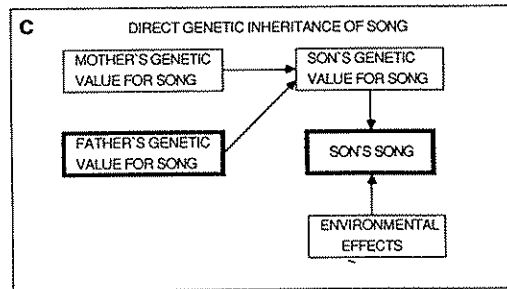 C DIRECT GENETIC INHERITANCE OF SONG
MOTHER`S GENETIC
VALUE FOR SONG
SON`S GENETIC
VALUE FOR SONG
FATHER`S GENETIC
VALUE FOR SONG
SON'S SONG
ENVIRONMENTAL
EFFECTS